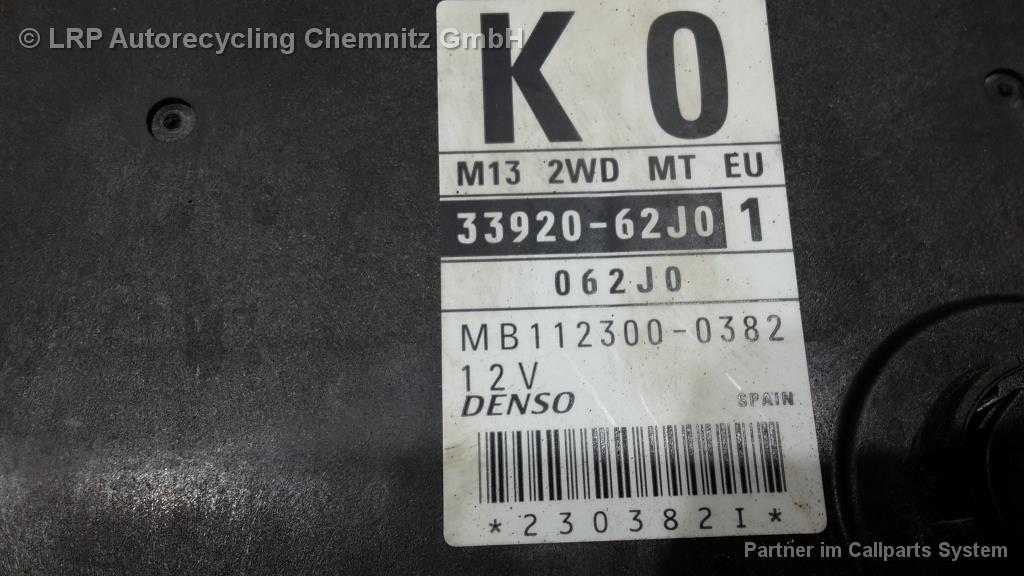 © LRP Autorecycling Chemnitz GmbH
K 0
M13 2WD MT EU
33920-62J0 1
062J0
MB112300-0382
12V
DENSO SPAIN
*230382I*
Partner im Callparts System